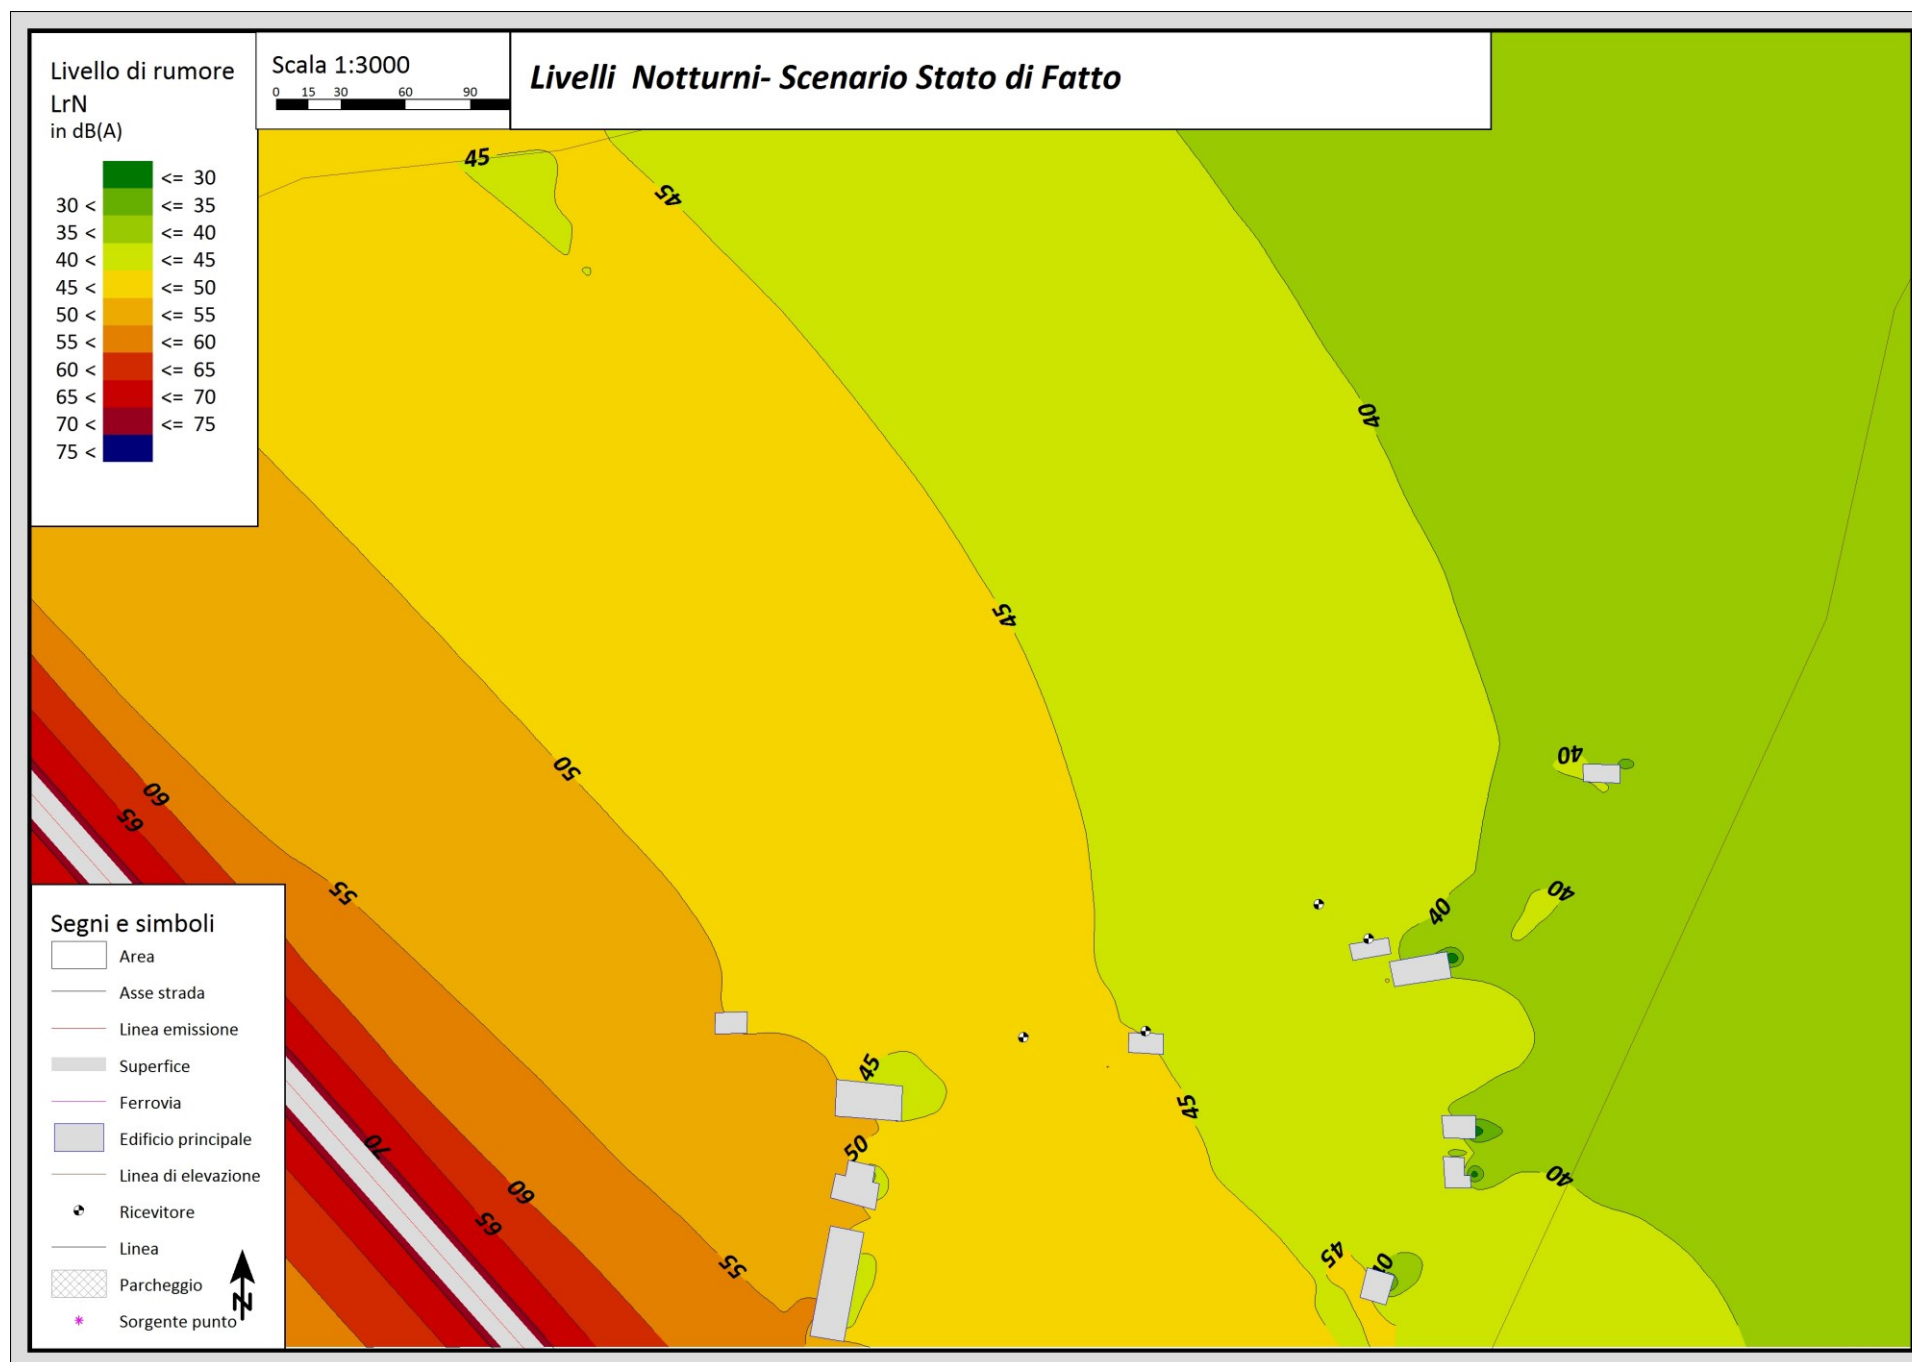 Livello di rumore
LrN
in dB(A)
<= 30
30 < <= 35
35 < <= 40
40 < <= 45
45 < <= 50
50 < <= 55
55 < <= 60
60 < <= 65
65 < <= 70
70 < <= 75
75 <
Scala 1:3000
0 15 30 60 90
Livelli Notturni- Scenario Stato di Fatto
45
45
40
45
50
40
60
65
55
40
40
45
45
50
70
60
65
55
40
45
40
Segni e simboli
Area
Asse strada
Linea emissione
Superfice
Ferrovia
Edificio principale
Linea di elevazione
Ricevitore
Linea
Parcheggio
Sorgente punto
N